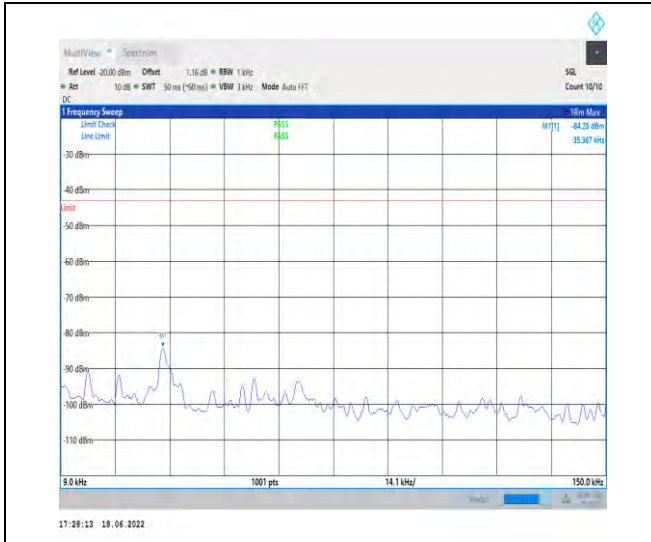 MultiView Spectrum
Ref Level -20.00 dBm Offset 1.16 dB RBW 1 kHz SGL
Att 10 dB SWT 50 ms (~60 ms) VBW 3 kHz Mode Auto FFT Count 10/10
DC
1 Frequency Sweep 1Rm Max
Limit Check PASS M1[1] -84.28 dBm
Line Limit PASS 35.367 kHz
-30 dBm
-40 dBm
Limit
-50 dBm
-60 dBm
-70 dBm
-80 dBm
M1
-90 dBm
-100 dBm
-110 dBm
9.0 kHz 1001 pts 14.1 kHz/ 150.0 kHz
17:28:13 18.06.2022